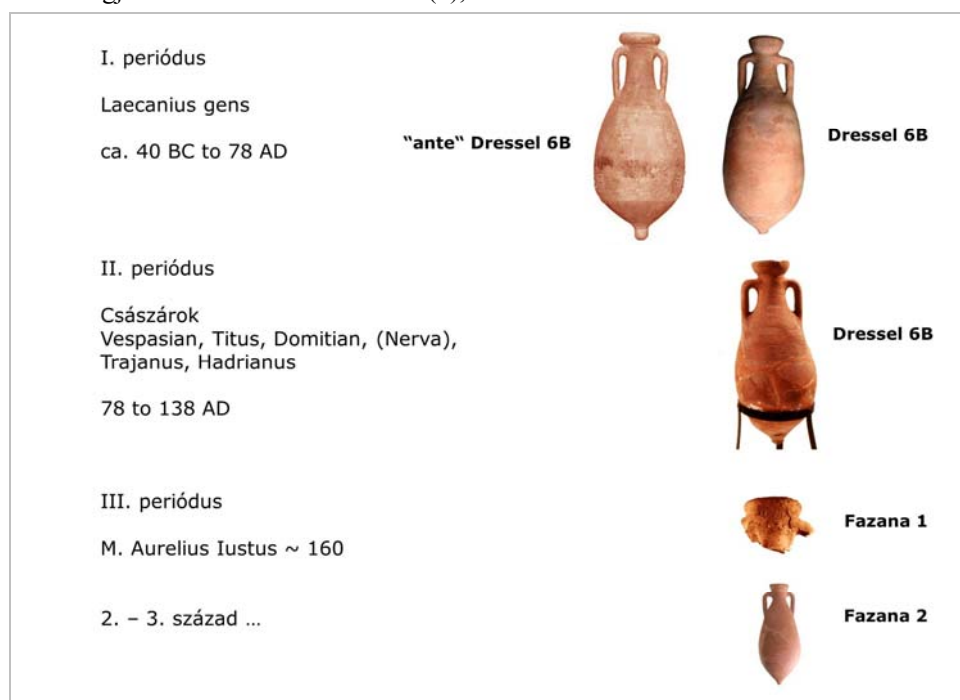 I. periódus
Laecanius gens
ca. 40 BC to 78 AD
"ante" Dressel 6B
Dressel 6B
II. periódus
Császárok
Vespasian, Titus, Domitian, (Nerva),
Trajanus, Hadrianus
78 to 138 AD
Dressel 6B
III. periódus
M. Aurelius Iustus ~ 160
Fazana 1
2. – 3. század ...
Fazana 2